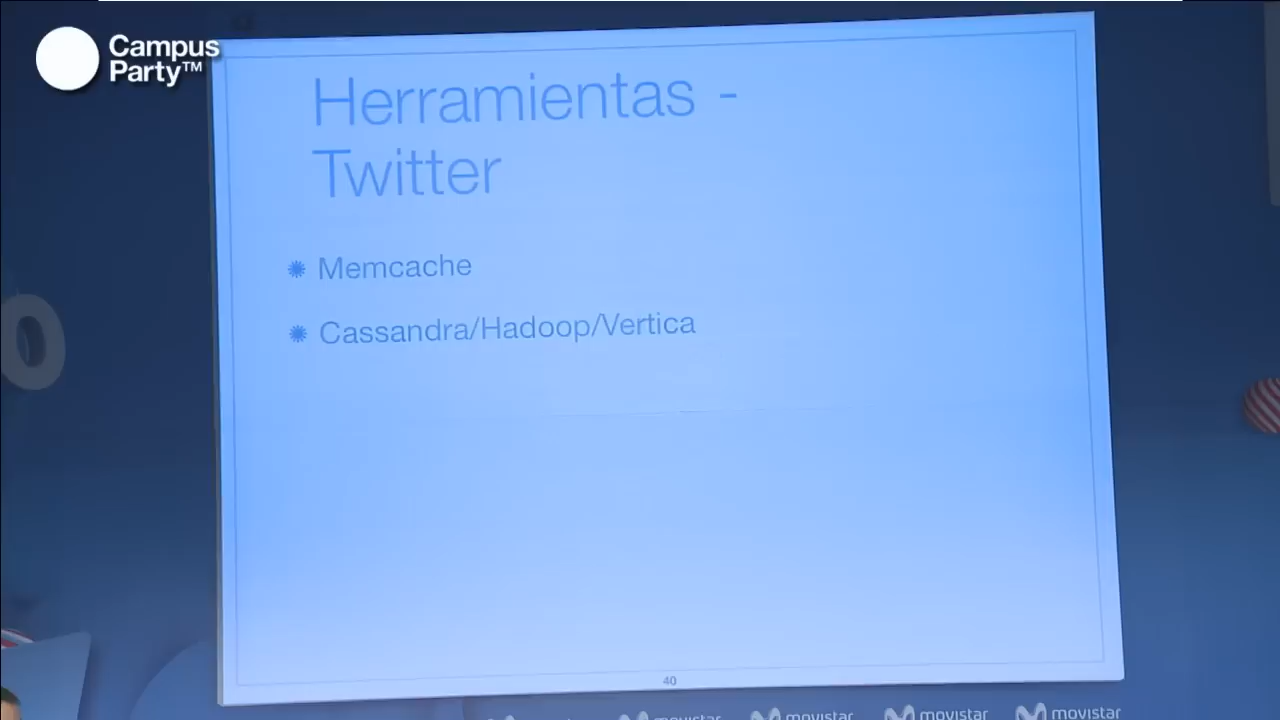 Campus
Party™
Herramientas -
Twitter
Memcache
Cassandra/Hadoop/Vertica
40
movistar
movistar
movistar
movistar